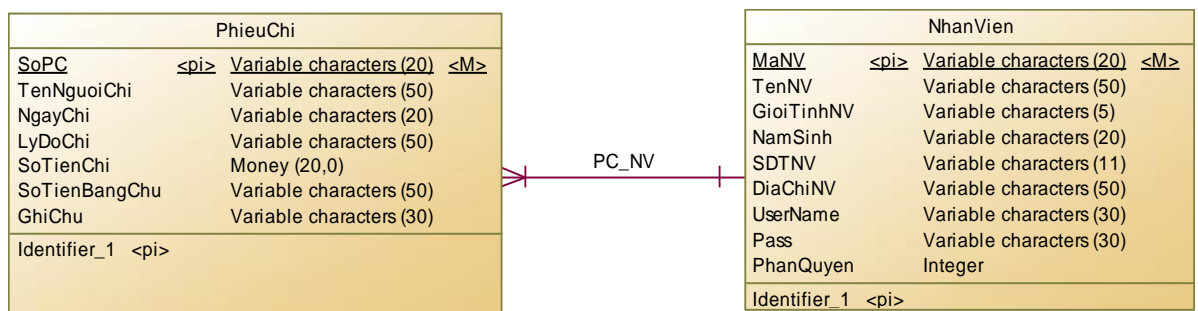 PhieuChi
SoPC <pi> Variable characters (20) <M>
TenNguoiChi Variable characters (50)
NgayChi Variable characters (20)
LyDoChi Variable characters (50)
SoTienChi Money (20,0)
SoTienBangChu Variable characters (50)
GhiChu Variable characters (30)
Identifier_1 <pi>
PC_NV
NhanVien
MaNV <pi> Variable characters (20) <M>
TenNV Variable characters (50)
GioiTinhNV Variable characters (5)
NamSinh Variable characters (20)
SDTNV Variable characters (11)
DiaChiNV Variable characters (50)
UserName Variable characters (30)
Pass Variable characters (30)
PhanQuyen Integer
Identifier_1 <pi>